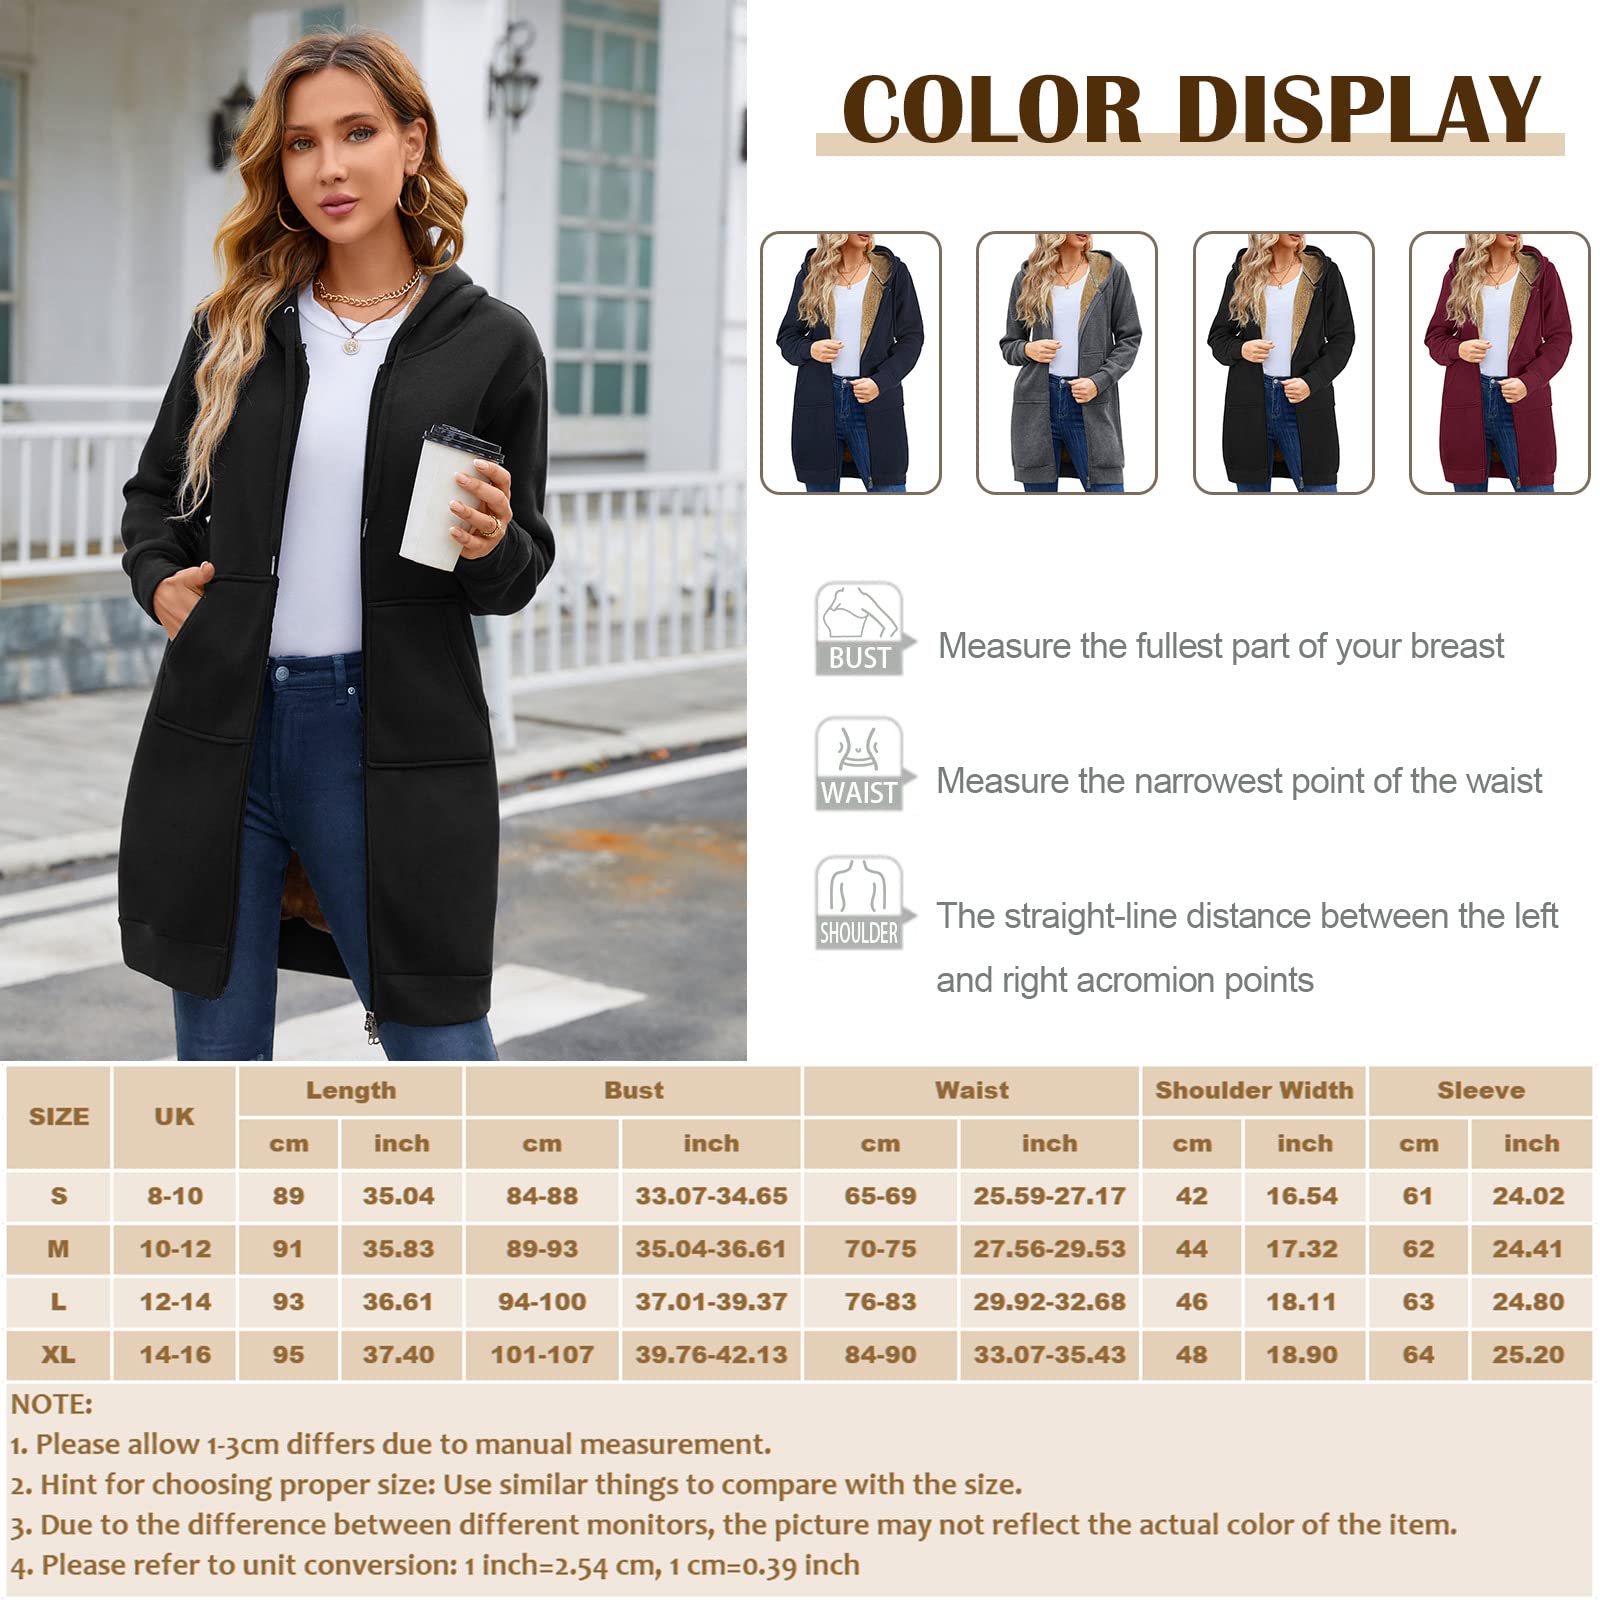 COLOR DISPLAY
BUST
Measure the fullest part of your breast
WAIST
Measure the narrowest point of the waist
SHOULDER
The straight-line distance between the left
and right acromion points
SIZE UK Length Bust Waist Shoulder Width Sleeve
cm inch cm inch cm inch cm inch cm inch
S 8-10 89 35.04 84-88 33.07-34.65 65-69 25.59-27.17 42 16.54 61 24.02
M 10-12 91 35.83 89-93 35.04-36.61 70-75 27.56-29.53 44 17.32 62 24.41
L 12-14 93 36.61 94-100 37.01-39.37 76-83 29.92-32.68 46 18.11 63 24.80
XL 14-16 95 37.40 101-107 39.76-42.13 84-90 33.07-35.43 48 18.90 64 25.20
NOTE:
1. Please allow 1-3cm differs due to manual measurement.
2. Hint for choosing proper size: Use similar things to compare with the size.
3. Due to the difference between different monitors, the picture may not reflect the actual color of the item.
4. Please refer to unit conversion: 1 inch=2.54 cm, 1 cm=0.39 inch